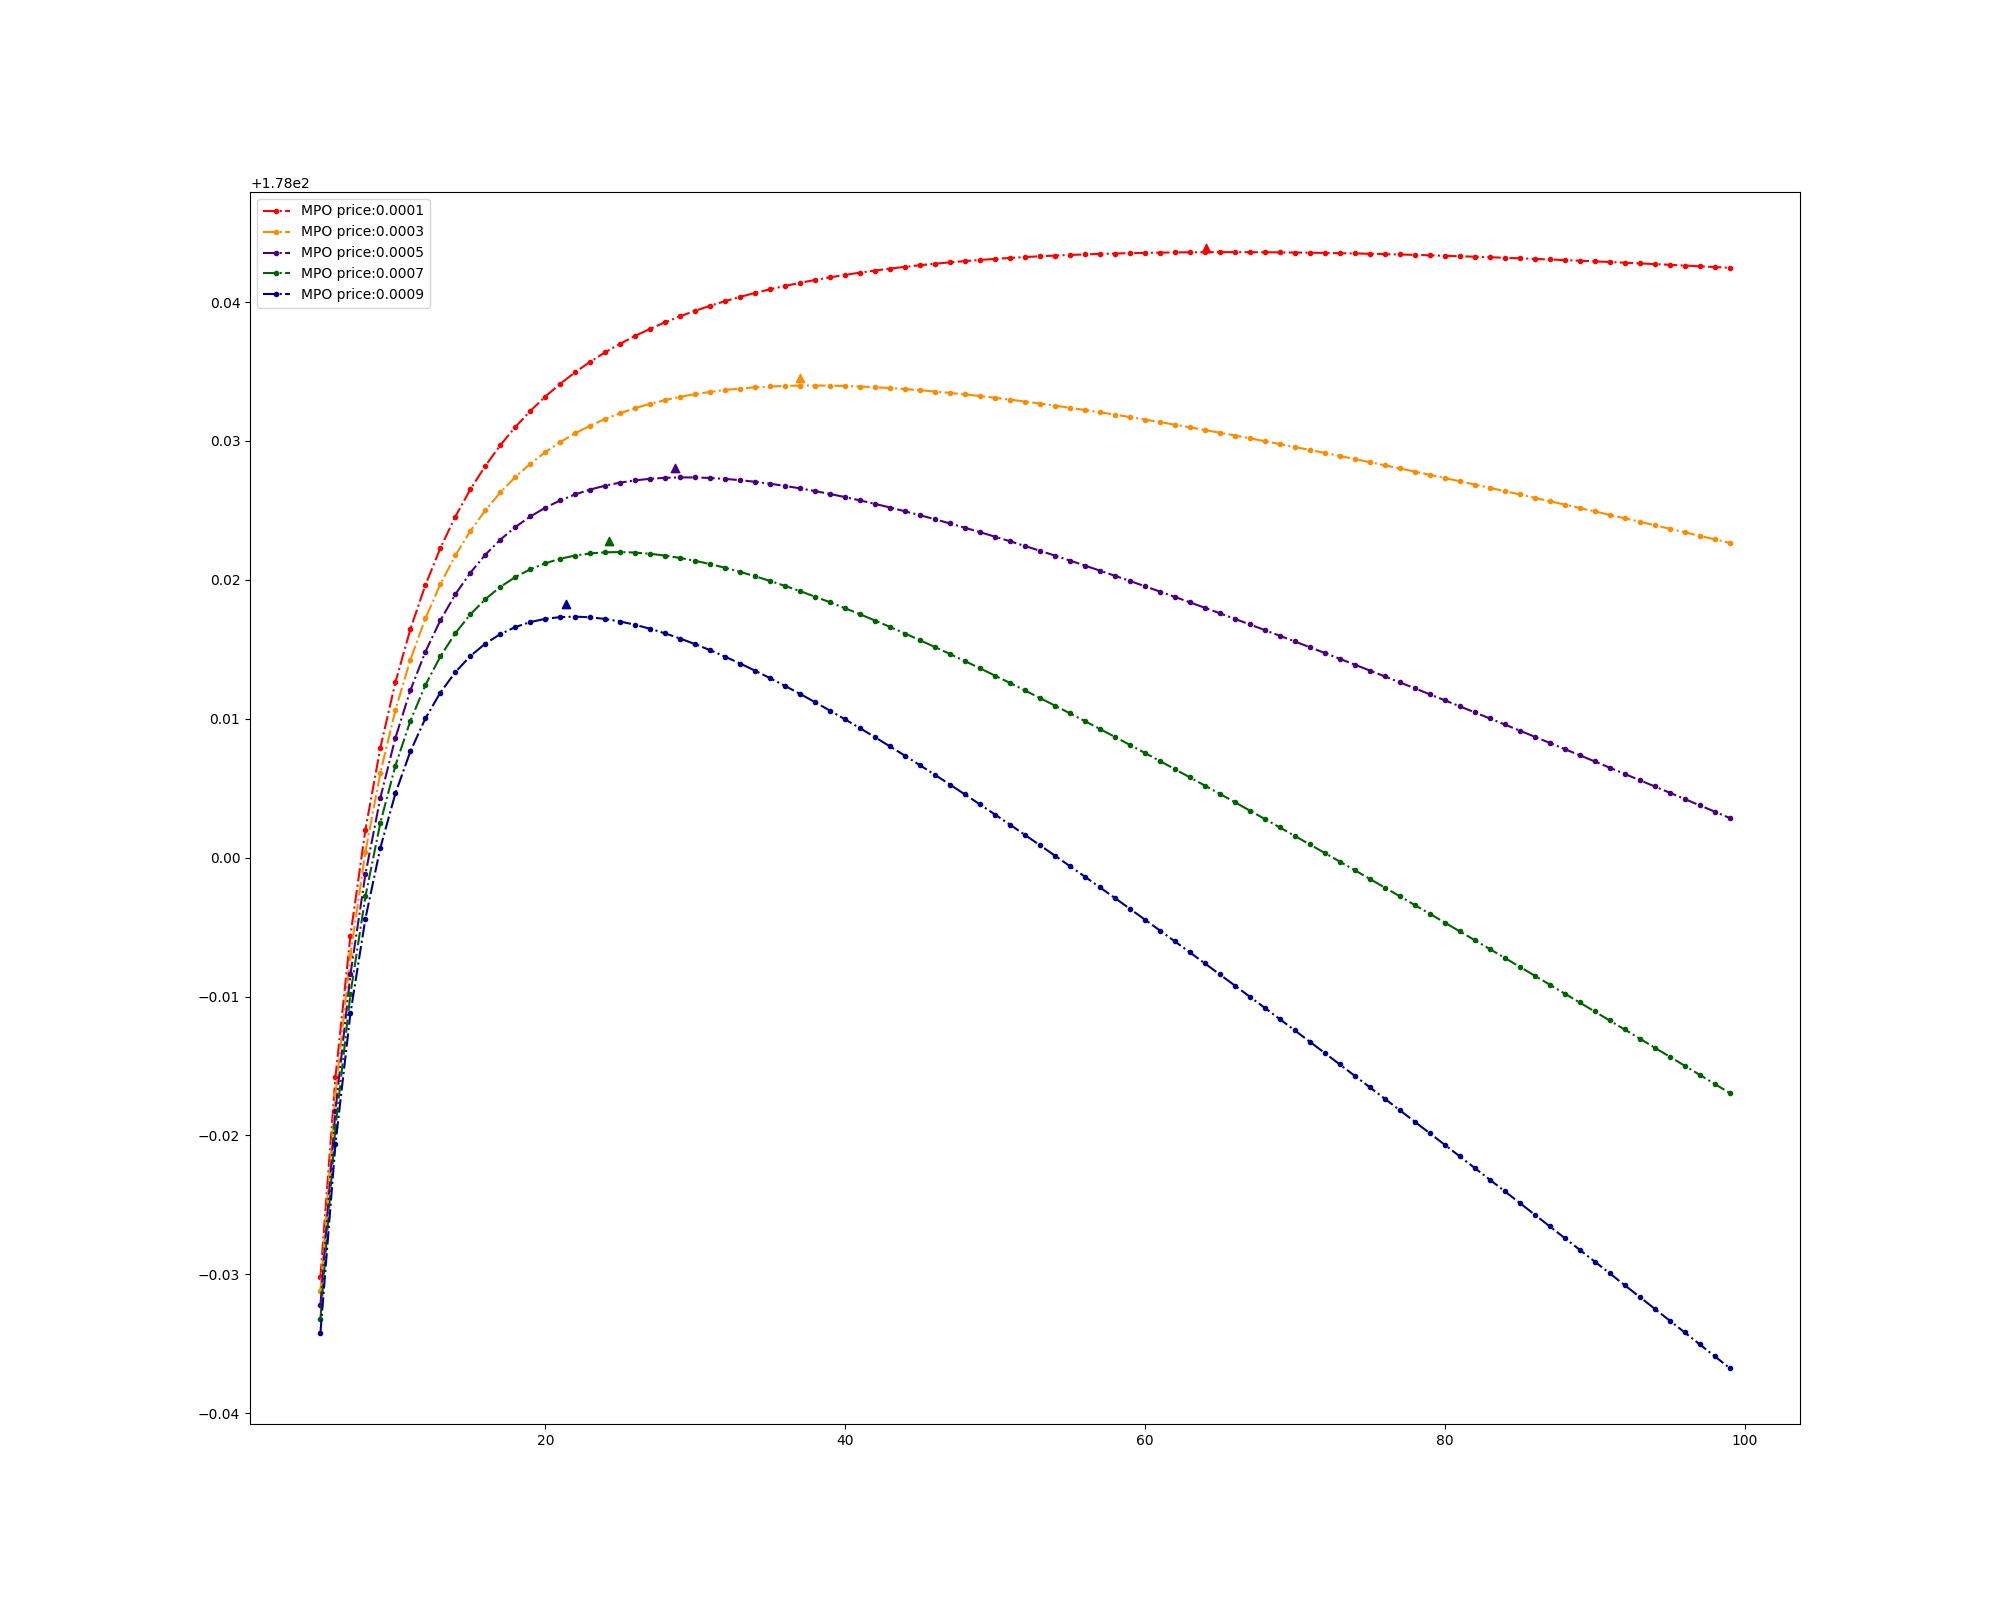 +1.78e2
MPO price:0.0001
MPO price:0.0003
MPO price:0.0005
MPO price:0.0007
MPO price:0.0009
0.04
0.03
0.02
0.01
0.00
−0.01
−0.02
−0.03
−0.04
20 40 60 80 100